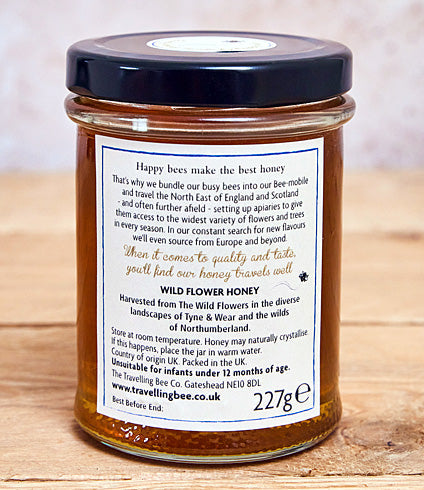 Happy bees make the best honey
That's why we bundle our busy bees into our Bee-mobile
and travel the North East of England and Scotland
- and often further afield - setting up apiaries to give
them access to the widest variety of flowers and trees
in every season. In our constant search for new flavours
we'll even source from Europe and beyond.
When it comes to quality and taste,
you'll find our honey travels well
WILD FLOWER HONEY
Harvested from The Wild Flowers in the diverse
landscapes of Tyne & Wear and the wilds
of Northumberland.
Store at room temperature. Honey may naturally crystallise.
If this happens, place the jar in warm water.
Country of origin UK. Packed in the UK.
Unsuitable for infants under 12 months of age.
The Travelling Bee Co. Gateshead NE10 8DL
www.travellingbee.co.uk
Best Before End:
227g℮